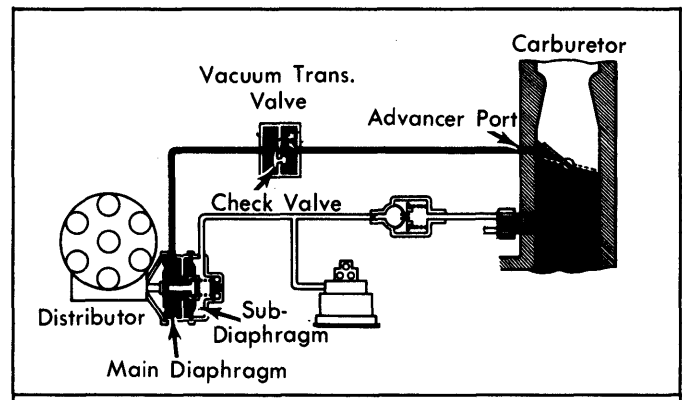 Carburetor
Vacuum Trans.
Valve
Advancer Port
Check Valve
Distributor
Sub-
Diaphragm
Main Diaphragm